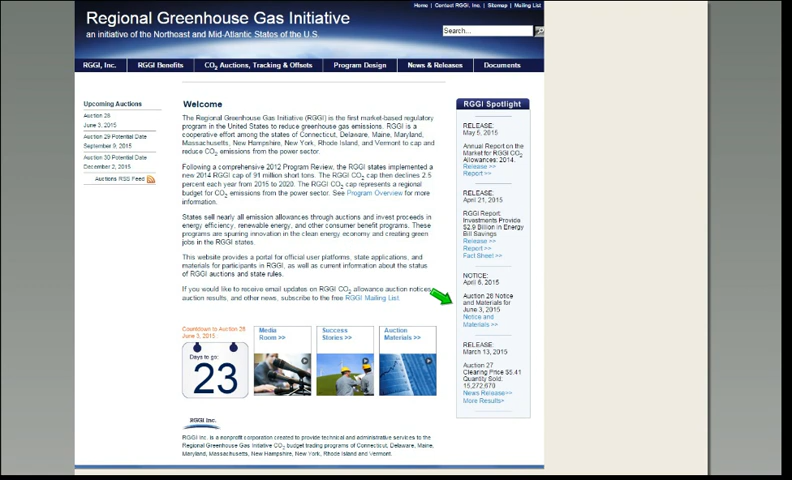 Home | Contact RGGI, Inc. | Sitemap | Mailing List
Regional Greenhouse Gas Initiative
an initiative of the Northeast and Mid-Atlantic States of the U.S.
Search...
RGGI, Inc.
RGGI Benefits
CO2 Auctions, Tracking & Offsets
Program Design
News & Releases
Documents
Upcoming Auctions
Auction 28
June 3, 2015
Auction 29 Potential Date
September 9, 2015
Auction 30 Potential Date
December 2, 2015
Auctions RSS Feed
Welcome
The Regional Greenhouse Gas Initiative (RGGI) is the first market-based regulatory
program in the United States to reduce greenhouse gas emissions. RGGI is a
cooperative effort among the states of Connecticut, Delaware, Maine, Maryland,
Massachusetts, New Hampshire, New York, Rhode Island, and Vermont to cap and
reduce CO2 emissions from the power sector.
Following a comprehensive 2012 Program Review, the RGGI states implemented a
new 2014 RGGI cap of 91 million short tons. The RGGI CO2 cap then declines 2.5
percent each year from 2015 to 2020. The RGGI CO2 cap represents a regional
budget for CO2 emissions from the power sector. See Program Overview for more
information.
States sell nearly all emission allowances through auctions and invest proceeds in
energy efficiency, renewable energy, and other consumer benefit programs. These
programs are spurring innovation in the clean energy economy and creating green
jobs in the RGGI states.
This website provides a portal for official user platforms, state applications, and
materials for participants in RGGI, as well as current information about the status
of RGGI auctions and state rules.
If you would like to receive email updates on RGGI CO2 allowance auction notices,
auction results, and other news, subscribe to the free RGGI Mailing List.
Countdown to Auction 28
June 3, 2015:
Days to go:
23
Media
Room >>
Success
Stories >>
Auction
Materials >>
RGGI Inc.
RGGI Inc. is a nonprofit corporation created to provide technical and administrative services to the
Regional Greenhouse Gas Initiative CO2 budget trading programs of Connecticut, Delaware, Maine,
Maryland, Massachusetts, New Hampshire, New York, Rhode Island and Vermont.
RGGI Spotlight
RELEASE:
May 5, 2015
Annual Report on the
Market for RGGI CO2
Allowances: 2014.
Release >>
Report >>
RELEASE:
April 21, 2015
RGGI Report:
Investments Provide
$2.9 Billion in Energy
Bill Savings
Release >>
Report >>
Fact Sheet >>
NOTICE:
April 6, 2015
Auction 28 Notice
and Materials for
June 3, 2015
Notice and
Materials >>
RELEASE:
March 13, 2015
Auction 27
Clearing Price $5.41
Quantity Sold:
15,272,670
News Release>>
More Results>